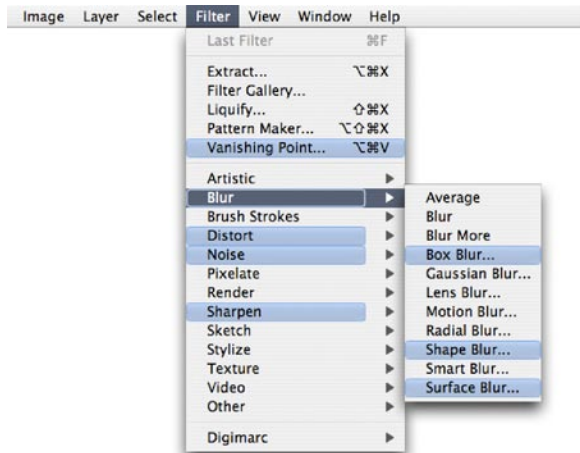 Image Layer Select Filter View Window Help
Last Filter ⌘F
Extract... ⌥⌘X
Filter Gallery...
Liquify... ⇧⌘X
Pattern Maker... ⌥⇧⌘X
Vanishing Point... ⌥⌘V
Artistic
Blur
Brush Strokes
Distort
Noise
Pixelate
Render
Sharpen
Sketch
Stylize
Texture
Video
Other
Digimarc
Average
Blur
Blur More
Box Blur...
Gaussian Blur...
Lens Blur...
Motion Blur...
Radial Blur...
Shape Blur...
Smart Blur...
Surface Blur...